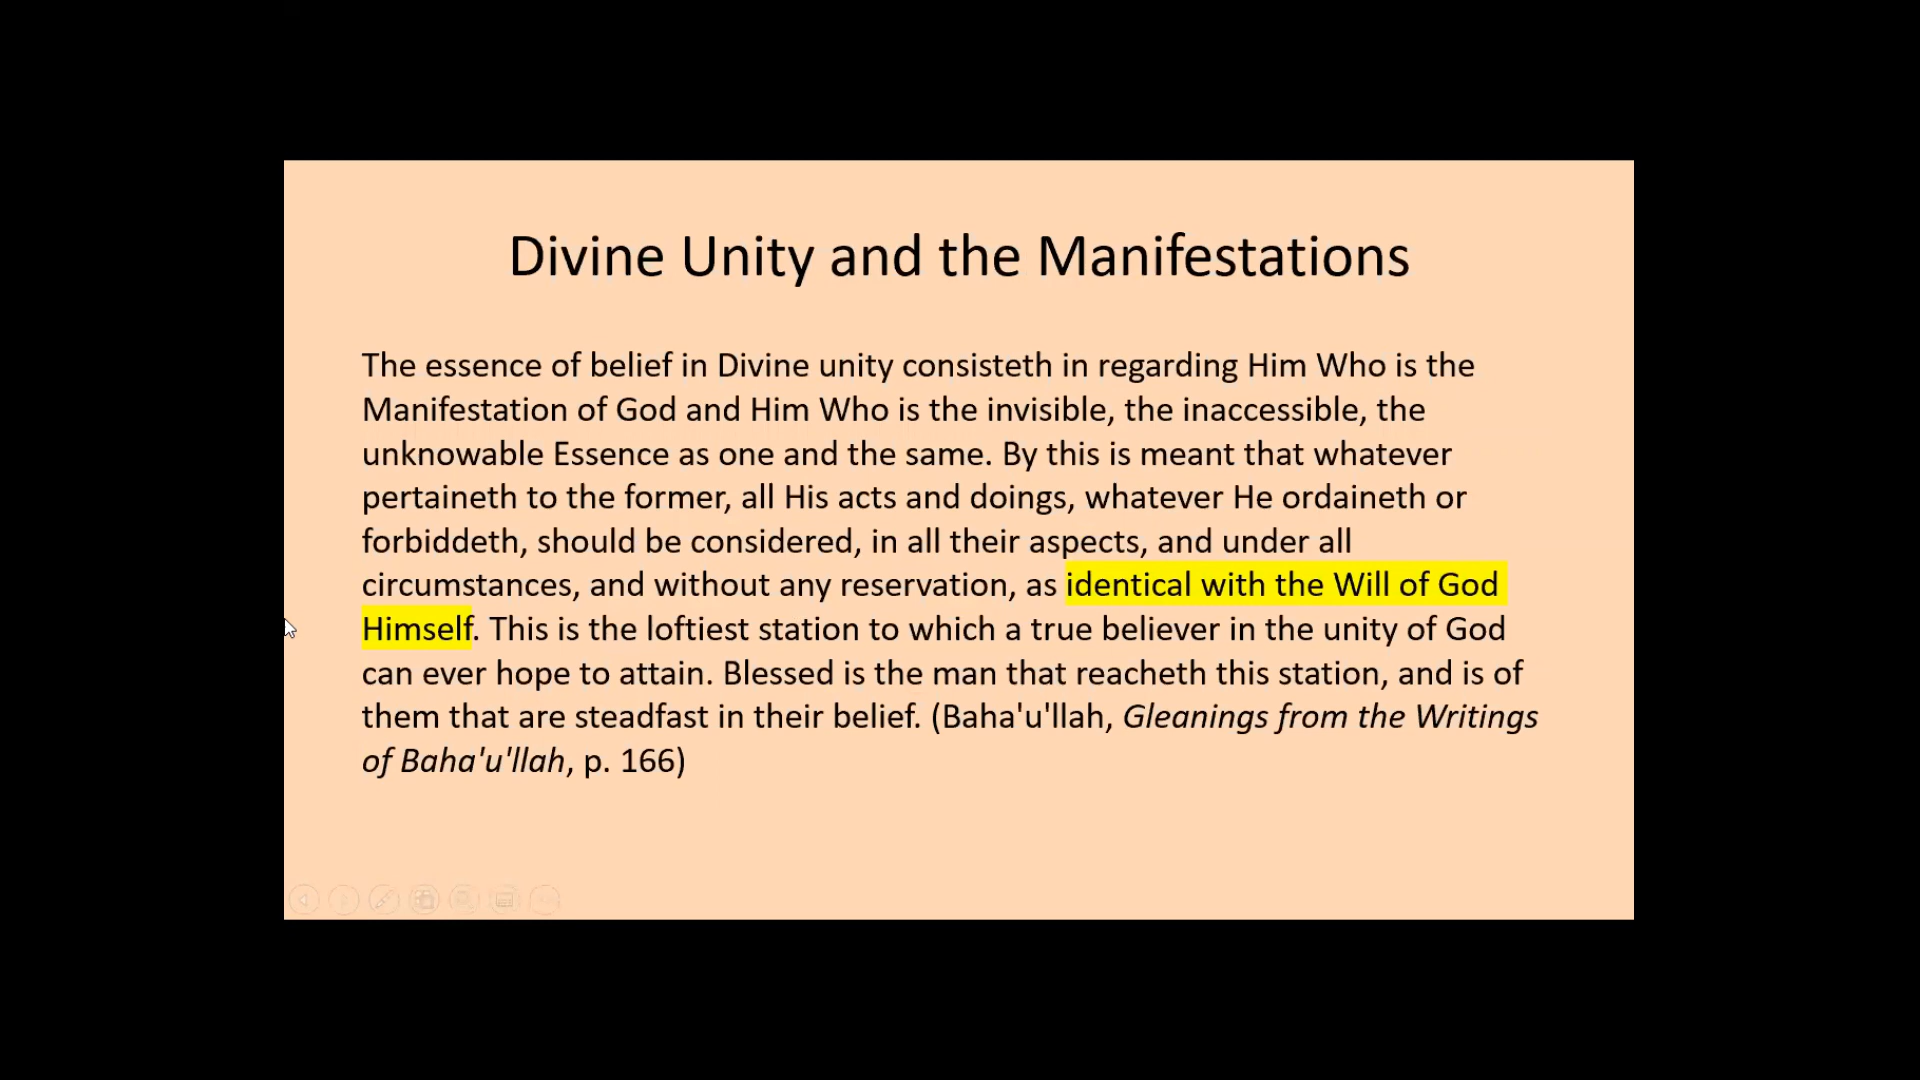 Divine Unity and the Manifestations
The essence of belief in Divine unity consisteth in regarding Him Who is the
Manifestation of God and Him Who is the invisible, the inaccessible, the
unknowable Essence as one and the same. By this is meant that whatever
pertaineth to the former, all His acts and doings, whatever He ordaineth or
forbiddeth, should be considered, in all their aspects, and under all
circumstances, and without any reservation, as identical with the Will of God
Himself. This is the loftiest station to which a true believer in the unity of God
can ever hope to attain. Blessed is the man that reacheth this station, and is of
them that are steadfast in their belief. (Baha'u'llah, Gleanings from the Writings
of Baha'u'llah, p. 166)